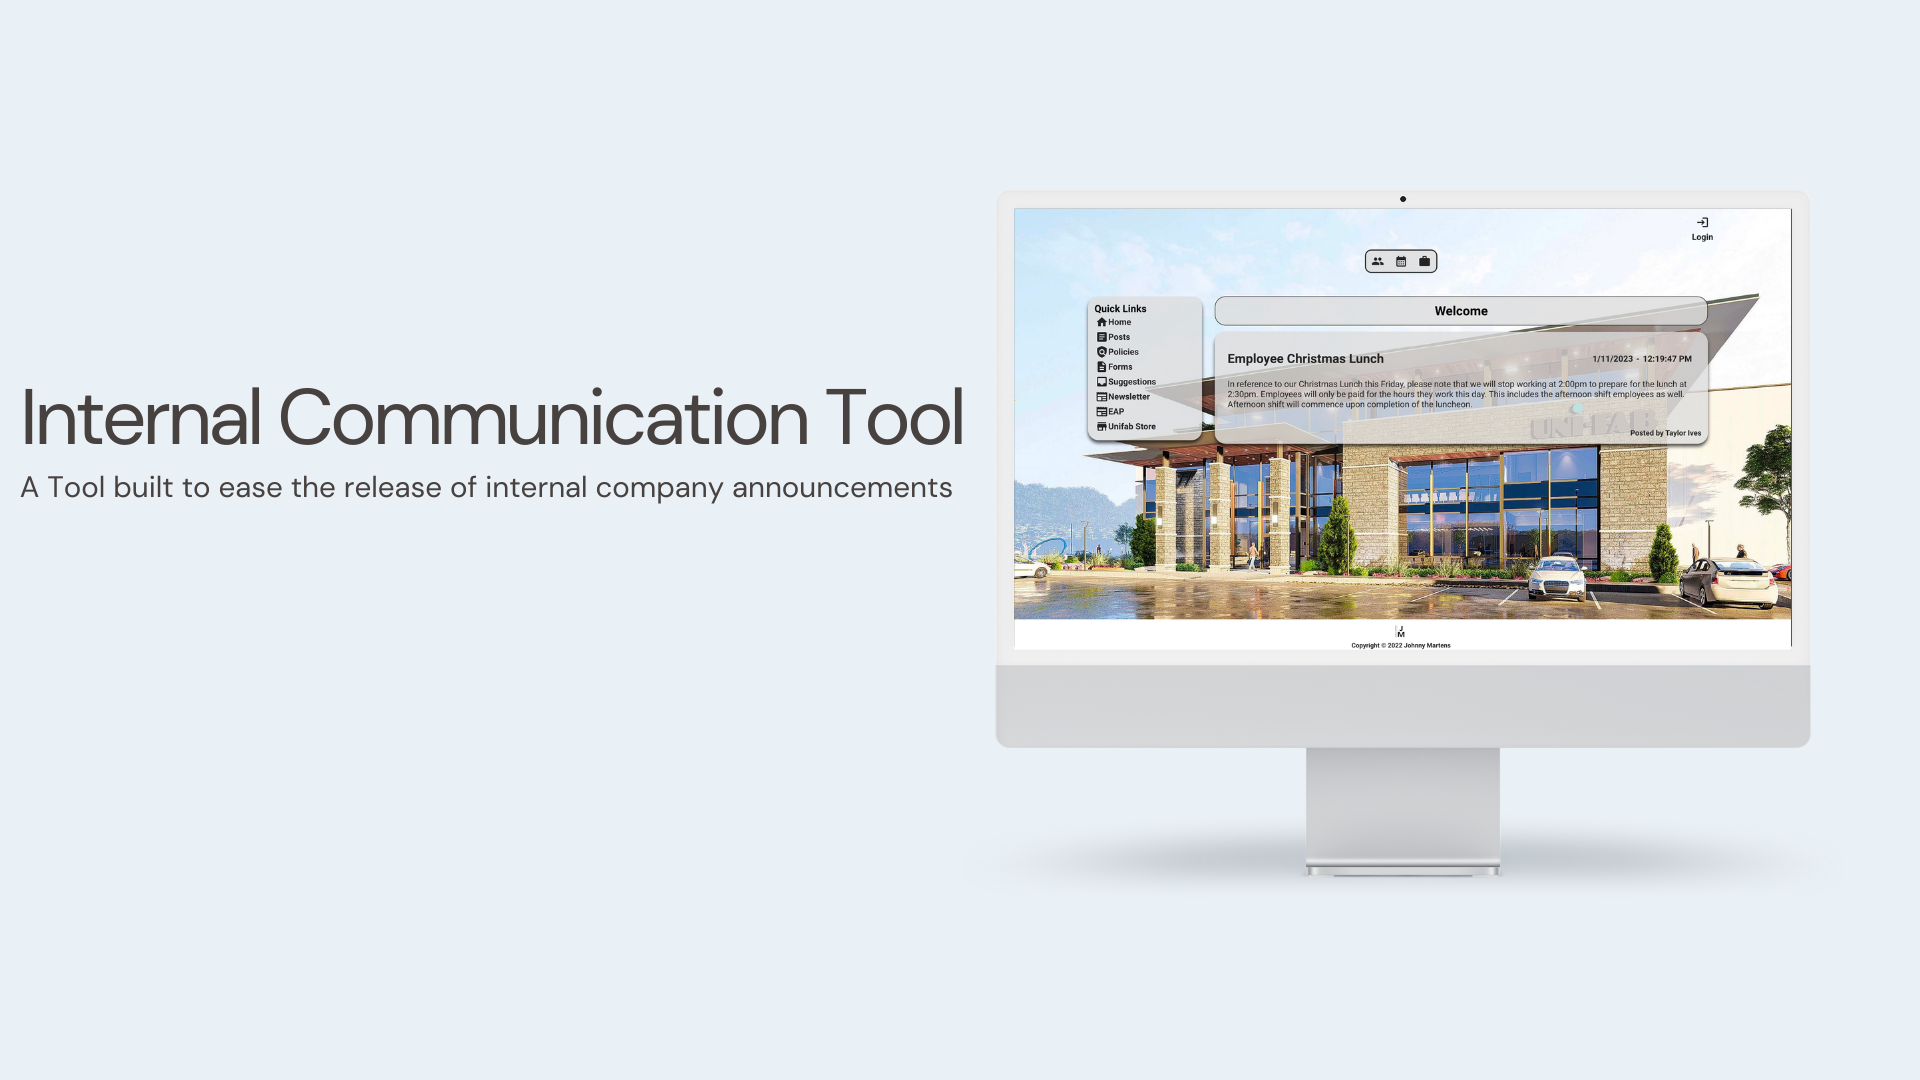 Internal Communication Tool
A Tool built to ease the release of internal company announcements
Login
Quick Links
Home
Posts
Policies
Forms
Suggestions
Newsletter
EAP
Unifab Store
Welcome
Employee Christmas Lunch
1/11/2023 - 12:19:47 PM
In reference to our Christmas Lunch this Friday, please note that we will stop working at 2:00pm to prepare for the lunch at
2:30pm. Employees will only be paid for the hours they work this day. This includes the afternoon shift employees as well.
Afternoon shift will commence upon completion of the luncheon.
UNI-FAB
Posted by Taylor Ives
J
M
Copyright © 2022 Johnny Martens